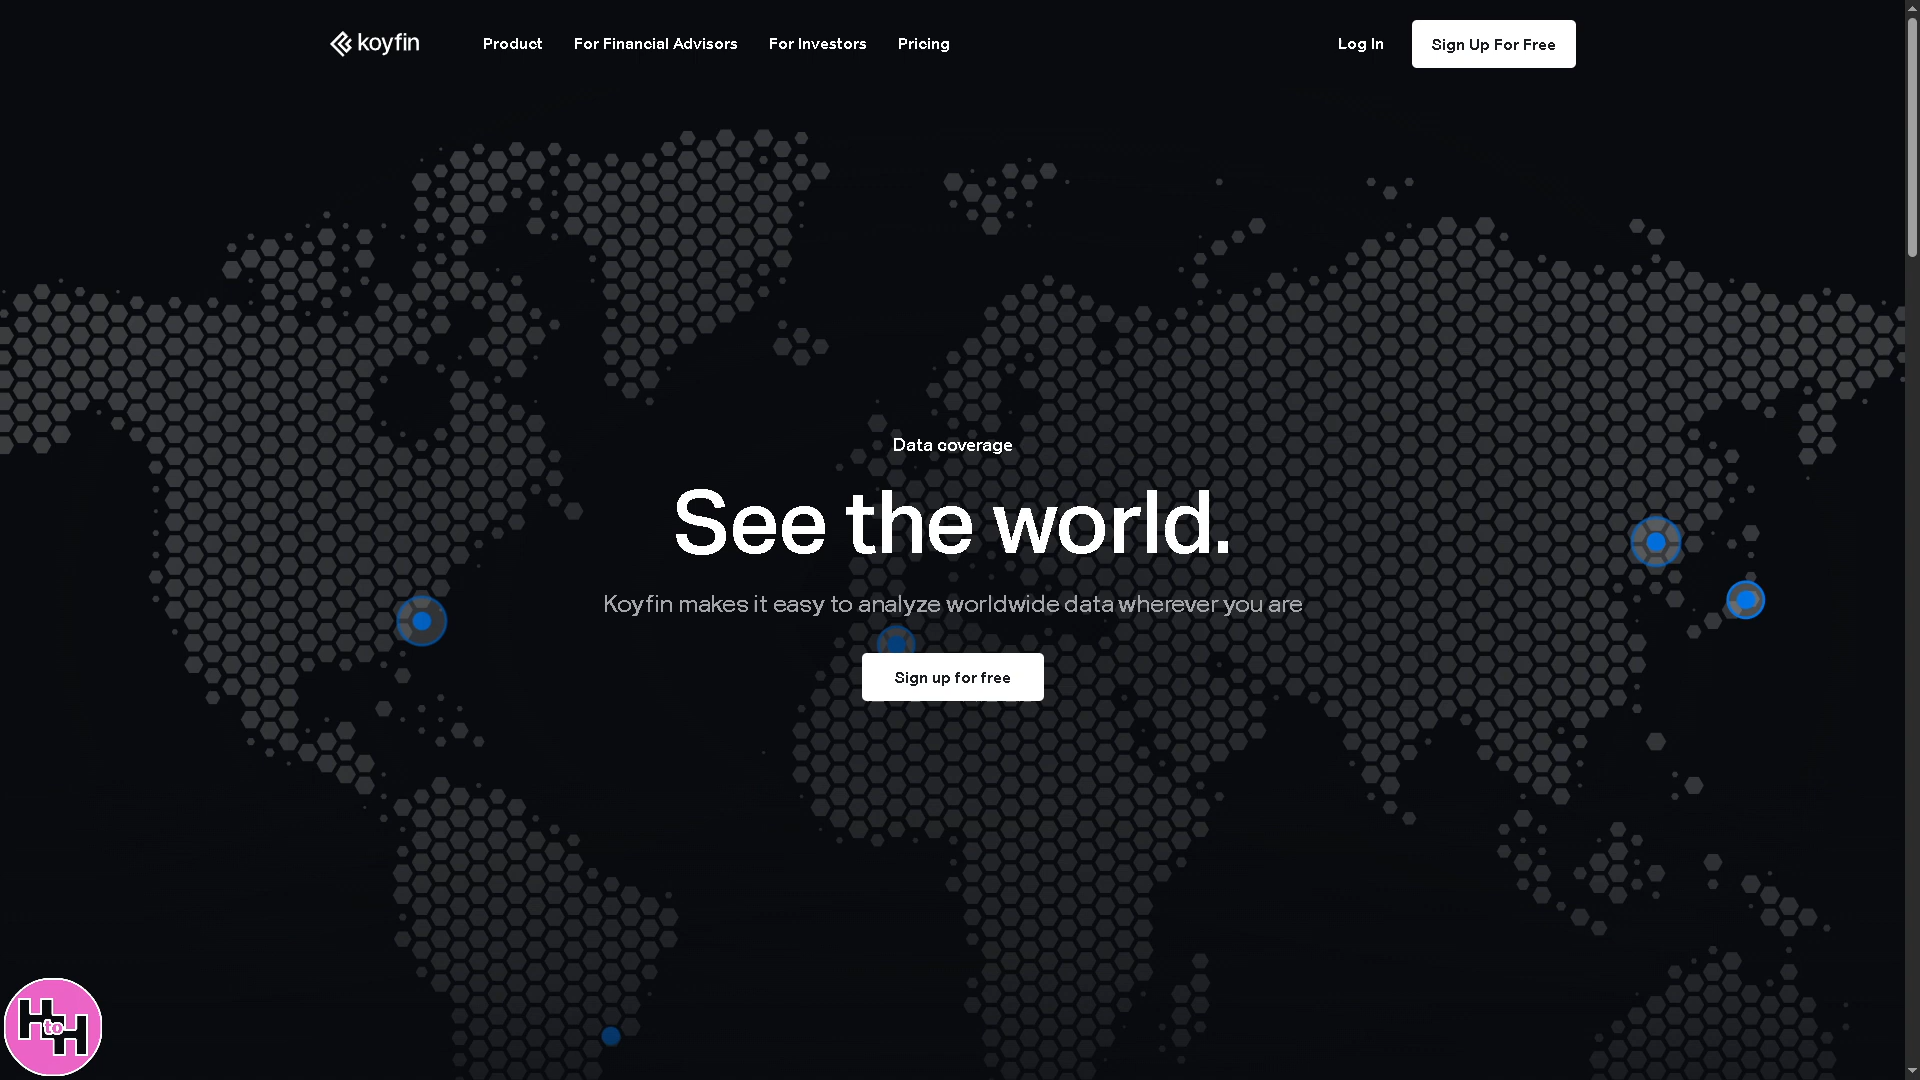 koyfin
Product
For Financial Advisors
For Investors
Pricing
Log In
Sign Up For Free
Data coverage
See the world.
Koyfin makes it easy to analyze worldwide data wherever you are
Sign up for free
H to H